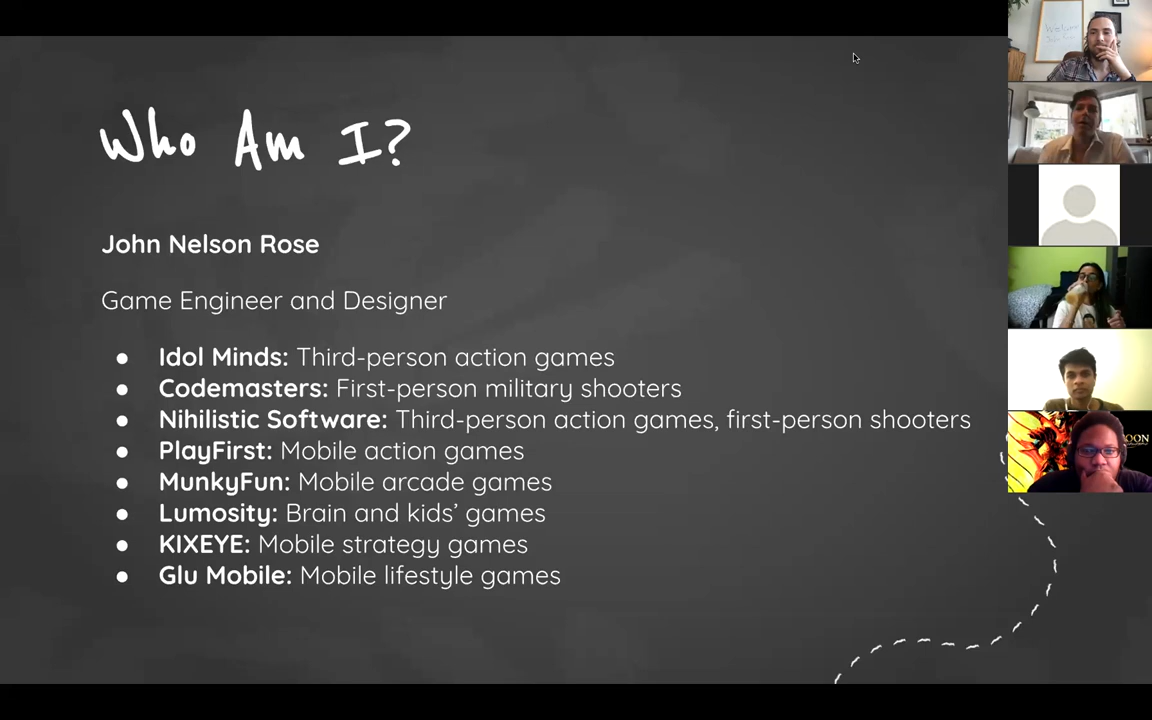 Who Am I?
John Nelson Rose
Game Engineer and Designer
● Idol Minds: Third-person action games
● Codemasters: First-person military shooters
● Nihilistic Software: Third-person action games, first-person shooters
● PlayFirst: Mobile action games
● MunkyFun: Mobile arcade games
● Lumosity: Brain and kids’ games
● KIXEYE: Mobile strategy games
● Glu Mobile: Mobile lifestyle games